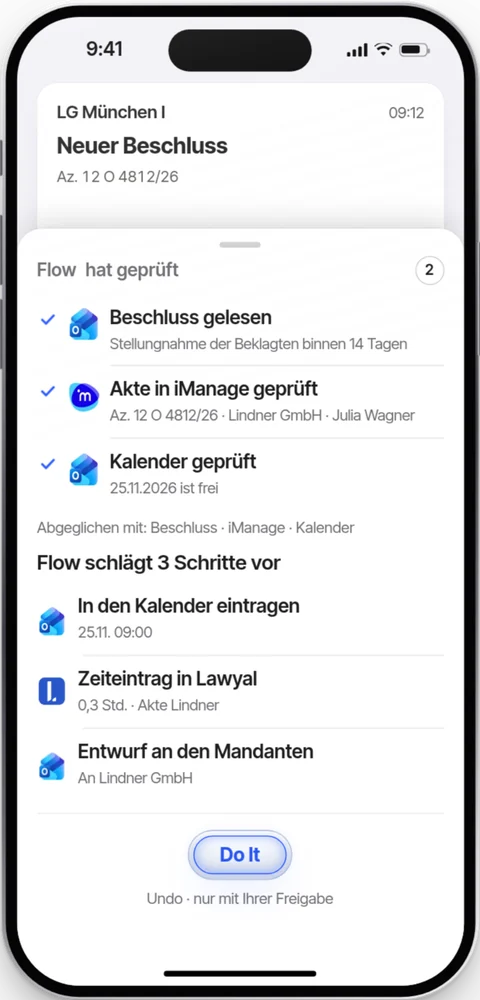 9:41
LG München I
09:12
Neuer Beschluss
Az. 12 O 4812/26
Flow hat geprüft
2
Beschluss gelesen
Stellungnahme der Beklagten binnen 14 Tagen
Akte in iManage geprüft
Az. 12 O 4812/26 · Lindner GmbH · Julia Wagner
Kalender geprüft
25.11.2026 ist frei
Abgeglichen mit: Beschluss · iManage · Kalender
Flow schlägt 3 Schritte vor
In den Kalender eintragen
25.11. 09:00
Zeiteintrag in Lawyal
0,3 Std. · Akte Lindner
Entwurf an den Mandanten
An Lindner GmbH
Do It
Undo · nur mit Ihrer Freigabe